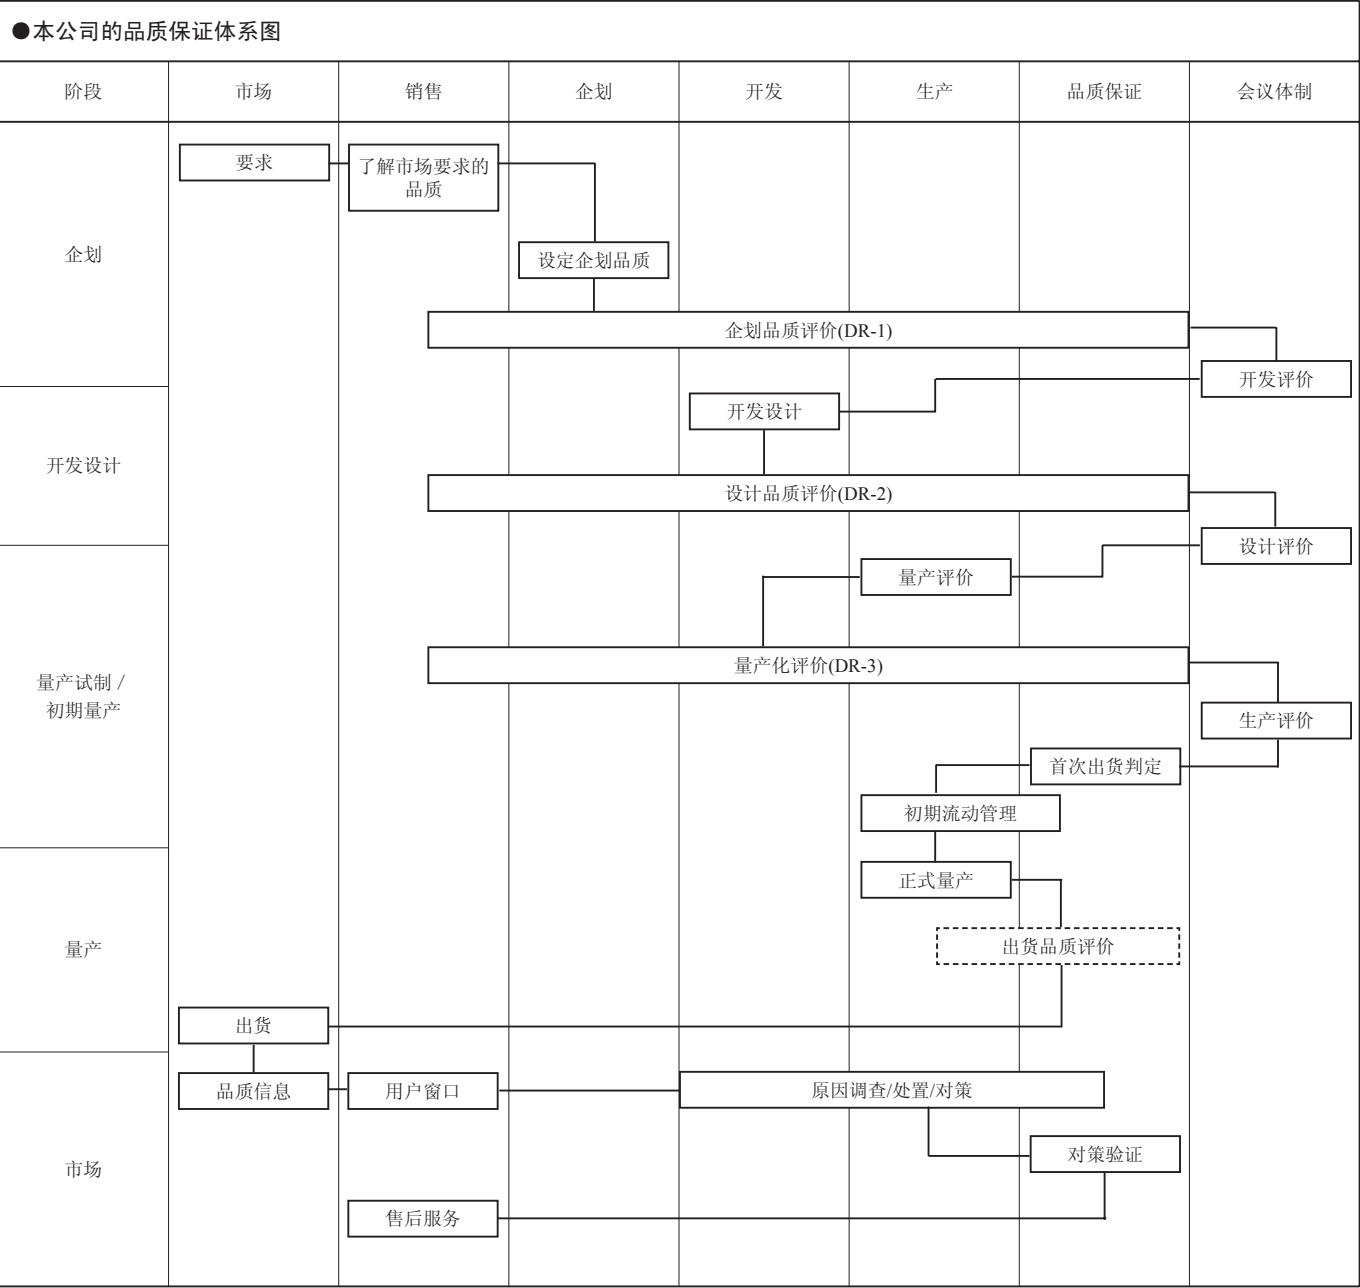 ●本公司的品质保证体系图
阶段
市场
销售
企划
开发
生产
品质保证
会议体制
要求
了解市场要求的
品质
企划
设定企划品质
企划品质评价(DR-1)
开发评价
开发设计
开发设计
设计品质评价(DR-2)
设计评价
量产评价
量产化评价(DR-3)
量产试制 /
初期量产
生产评价
首次出货判定
初期流动管理
正式量产
量产
出货品质评价
出货
品质信息
用户窗口
原因调查/处置/对策
市场
对策验证
售后服务